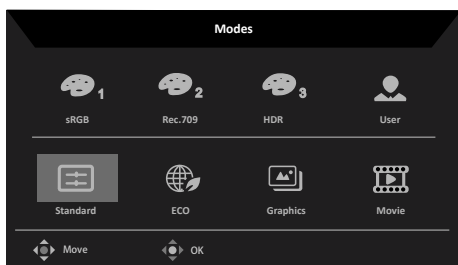 Modes
1 2 3
sRGB Rec.709 HDR User
Standard ECO Graphics Movie
Move OK